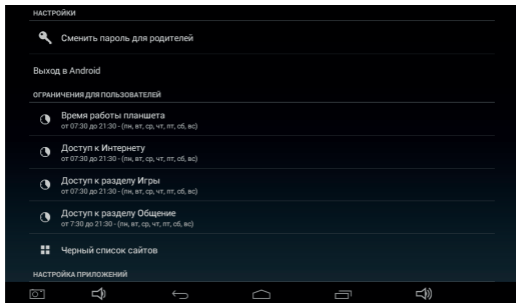 НАСТРОЙКИ
Сменить пароль для родителей
Выход в Android
ОГРАНИЧЕНИЯ ДЛЯ ПОЛЬЗОВАТЕЛЕЙ
Время работы планшета
от 07:30 до 21:30 - (пн, вт, ср, чт, пт, сб, вс)
Доступ к Интернету
от 07:30 до 21:30 - (пн, вт, ср, чт, пт, сб, вс)
Доступ к разделу Игры
от 07:30 до 21:30 - (пн, вт, ср, чт, пт, сб, вс)
Доступ к разделу Общение
от 7:30 до 21:30 - (пн, вт, ср, чт, пт, сб, вс)
Черный список сайтов
НАСТРОЙКА ПРИЛОЖЕНИЙ